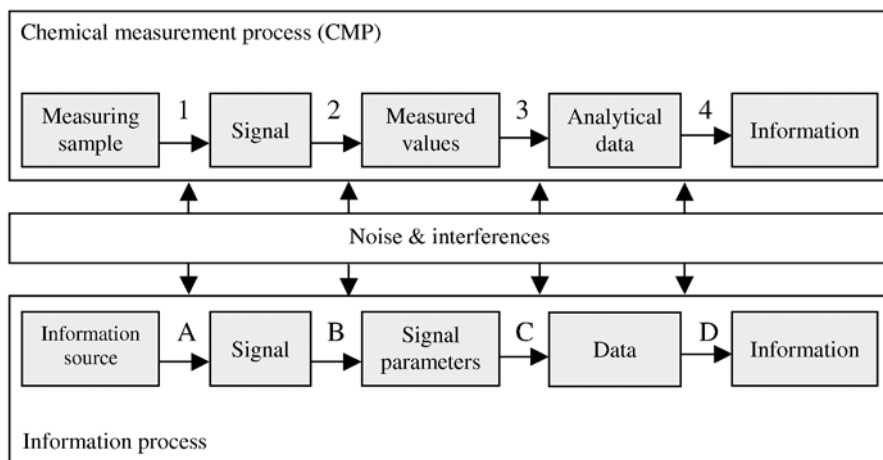 Chemical measurement process (CMP)
1
2
3
4
Measuring
sample
Signal
Measured
values
Analytical
data
Information
Noise & interferences
A
B
C
D
Information
source
Signal
Signal
parameters
Data
Information
Information process